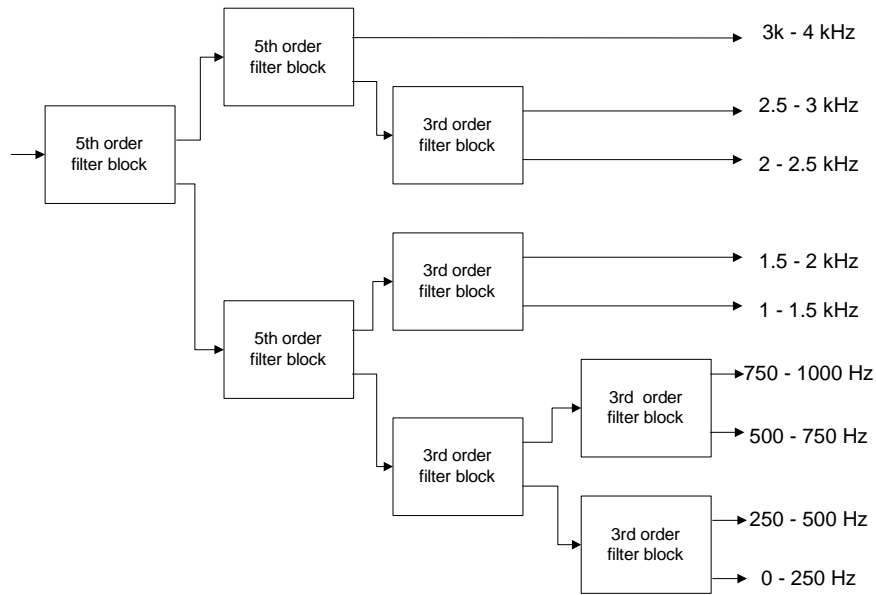 5th order
filter block
3k - 4 kHz
5th order
filter block
3rd order
filter block
2.5 - 3 kHz
2 - 2.5 kHz
3rd order
filter block
1.5 - 2 kHz
1 - 1.5 kHz
5th order
filter block
3rd order
filter block
750 - 1000 Hz
500 - 750 Hz
3rd order
filter block
3rd order
filter block
250 - 500 Hz
0 - 250 Hz